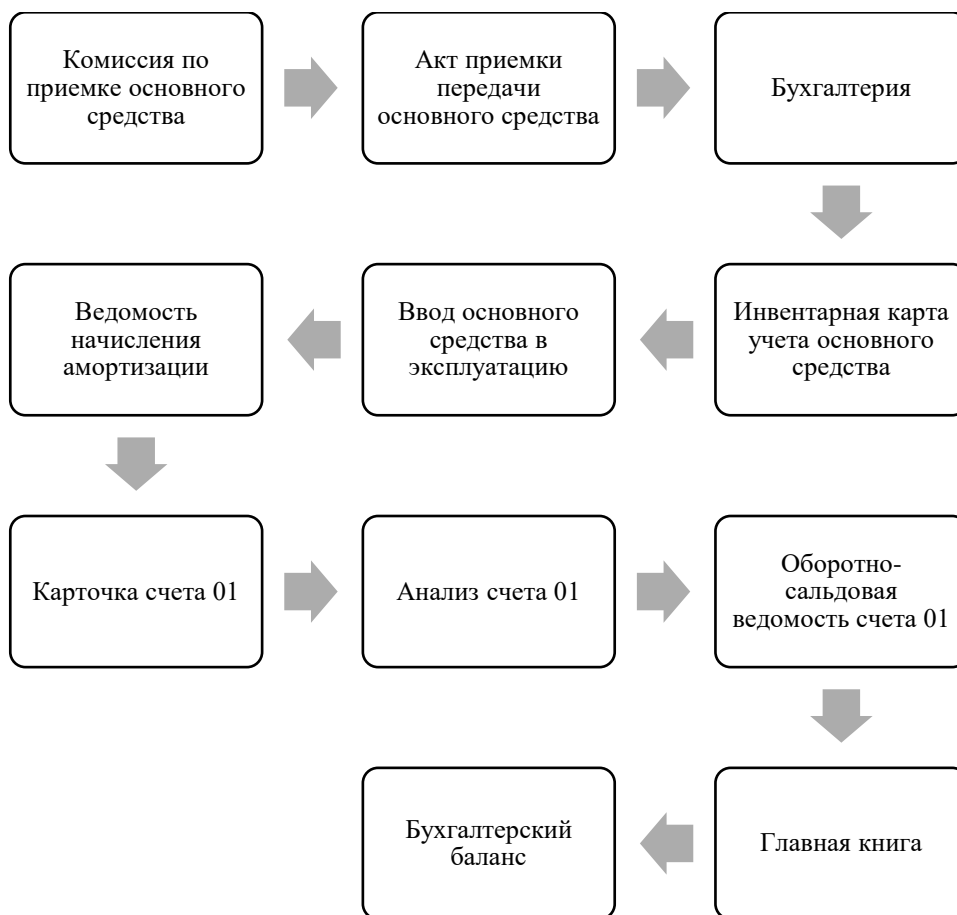 Комиссия по
приемке основного
средства
Акт приемки
передачи
основного средства
Бухгалтерия
Инвентарная карта
учета основного
средства
Ввод основного
средства в
эксплуатацию
Ведомость
начисления
амортизации
Карточка счета 01
Анализ счета 01
Оборотно-
сальдовая
ведомость счета 01
Главная книга
Бухгалтерский
баланс